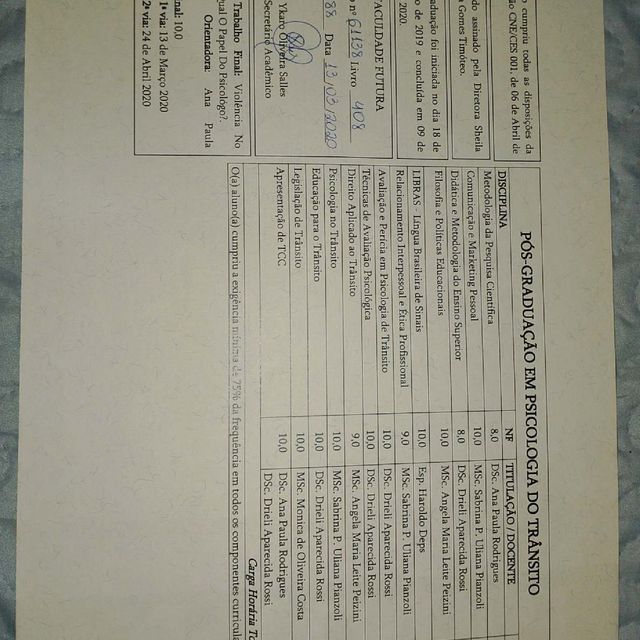 o cumpriu todas as disposições da
ção CNE/CES 001, de 06 de Abril de
do assinado pela Diretora Sheila
a Gomes Timóteo.
aduação foi iniciada no dia 18 de
o de 2019 e concluída em 09 de
2020.
FACULDADE FUTURA
o nº 61138 Livro 408
88 Data 13/03/2020
Ykaro Oliveira Salles
Secretário Acadêmico
Trabalho Final: Violência No
ual O Papel Do Psicológo?.
Orientadora: Ana Paula
nal: 10,0
1ª via: 13 de Março 2020
2ª via: 24 de Abril 2020
PÓS-GRADUAÇÃO EM PSICOLOGIA DO TRÂNSITO
DISCIPLINA NF TITULAÇÃO / DOCENTE
Metodologia da Pesquisa Científica 8,0 DSc. Ana Paula Rodrigues
Comunicação e Marketing Pessoal 10,0 MSc. Sabrina P. Uliana Pianzoli
Didática e Metodologia do Ensino Superior 8,0 DSc. Drieli Aparecida Rossi
Filosofia e Políticas Educacionais 10,0 MSc. Angela Maria Leite Peizini
LIBRAS - Língua Brasileira de Sinais 10,0 Esp. Haroldo Deps
Relacionamento Interpessoal e Ética Profissional 9,0 MSc. Sabrina P. Uliana Pianzoli
Avaliação e Perícia em Psicologia de Trânsito 10,0 DSc. Drieli Aparecida Rossi
Técnicas de Avaliação Psicológica 10,0 DSc. Drieli Aparecida Rossi
Direito Aplicado ao Trânsito 9,0 MSc. Angela Maria Leite Peizini
Psicologia no Trânsito 10,0 MSc. Sabrina P. Uliana Pianzoli
Educação para o Trânsito 10,0 DSc. Drieli Aparecida Rossi
Legislação de Trânsito 10,0 MSc. Monica de Oliveira Costa
Apresentação de TCC 10,0 DSc. Ana Paula Rodrigues
DSc. Drieli Aparecida Rossi
Carga Horária To
O(a) aluno(a) cumpriu a exigência mínima de 75% da frequência em todos os componentes curricula